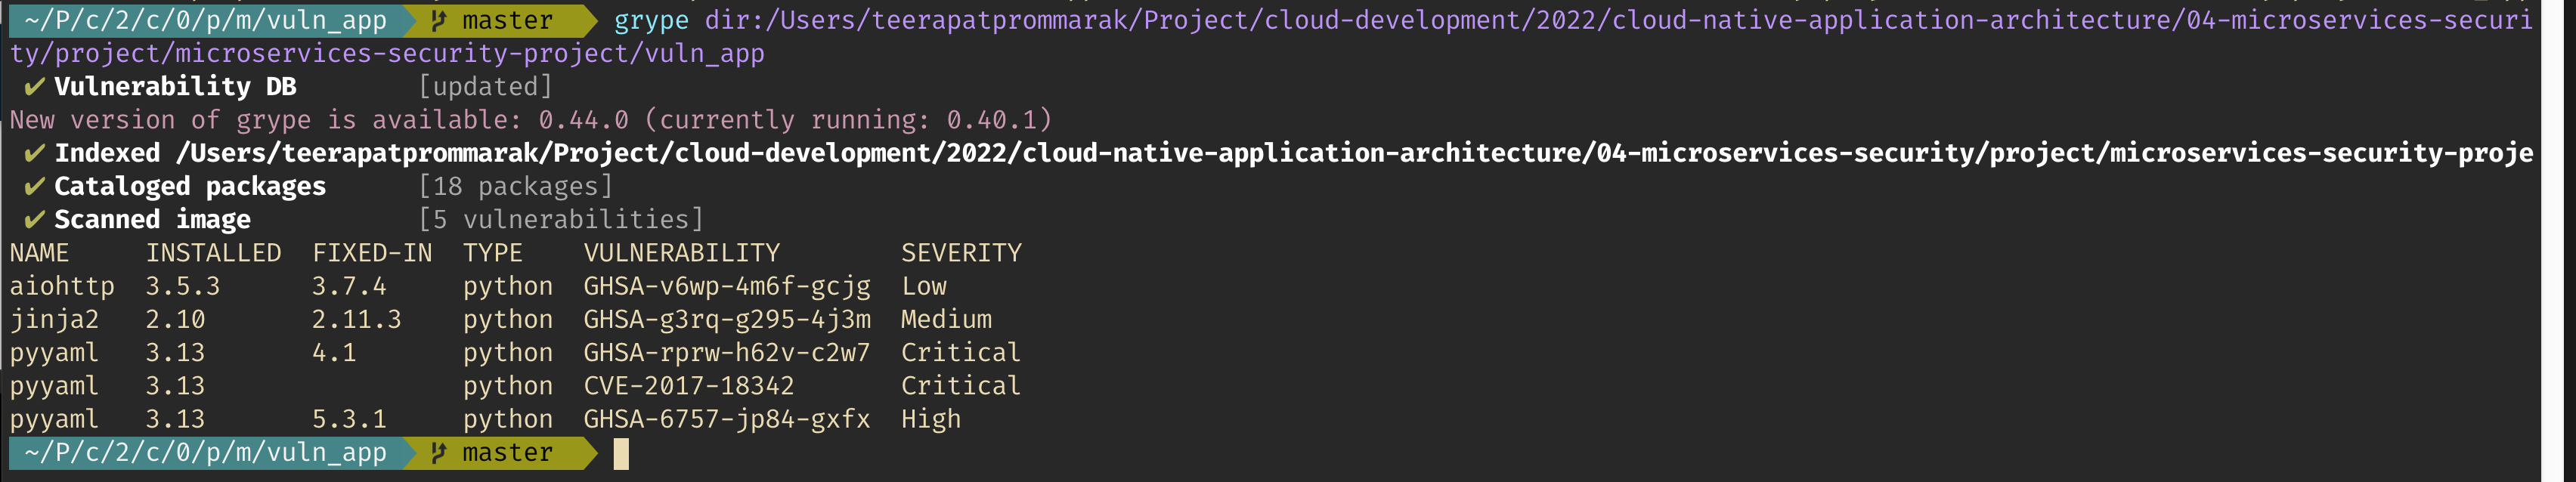 ~/P/c/2/c/0/p/m/vuln_app master grype dir:/Users/teerapatprommarak/Project/cloud-development/2022/cloud-native-application-architecture/04-microservices-securi
ty/project/microservices-security-project/vuln_app
✔ Vulnerability DB [updated]
New version of grype is available: 0.44.0 (currently running: 0.40.1)
✔ Indexed /Users/teerapatprommarak/Project/cloud-development/2022/cloud-native-application-architecture/04-microservices-security/project/microservices-security-proje
✔ Cataloged packages [18 packages]
✔ Scanned image [5 vulnerabilities]
NAME INSTALLED FIXED-IN TYPE VULNERABILITY SEVERITY
aiohttp 3.5.3 3.7.4 python GHSA-v6wp-4m6f-gcjg Low
jinja2 2.10 2.11.3 python GHSA-g3rq-g295-4j3m Medium
pyyaml 3.13 4.1 python GHSA-rprw-h62v-c2w7 Critical
pyyaml 3.13 python CVE-2017-18342 Critical
pyyaml 3.13 5.3.1 python GHSA-6757-jp84-gxfx High
~/P/c/2/c/0/p/m/vuln_app master